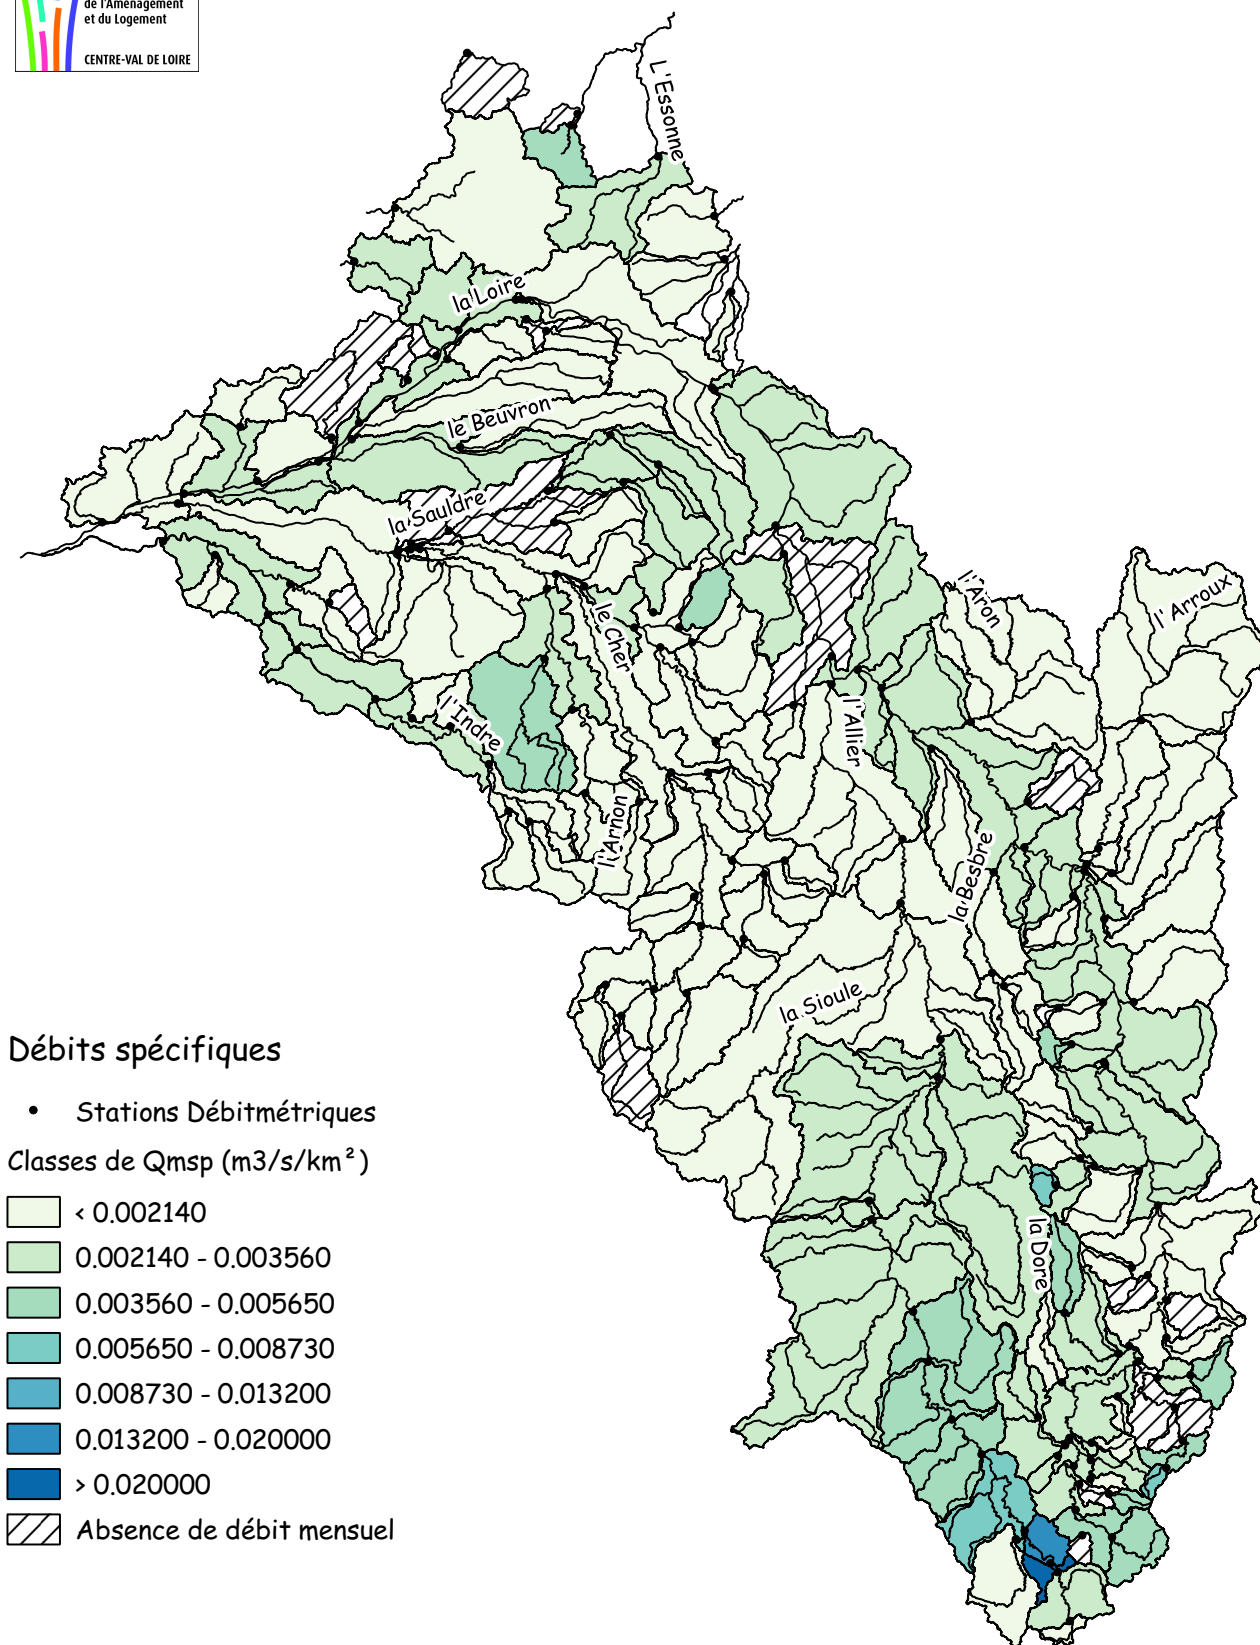 de l'Aménagement
et du Logement
CENTRE-VAL DE LOIRE
L'Essonne
la Loire
le Beuvron
la Sauldre
le Cher
l'Aron
l' Arroux
l'Indre
l' Allier
l'Arnon
la Besbre
la Sioule
la Dore
Débits spécifiques
Stations Débitmétriques
Classes de Qmsp (m3/s/km²)
< 0.002140
0.002140 - 0.003560
0.003560 - 0.005650
0.005650 - 0.008730
0.008730 - 0.013200
0.013200 - 0.020000
> 0.020000
Absence de débit mensuel